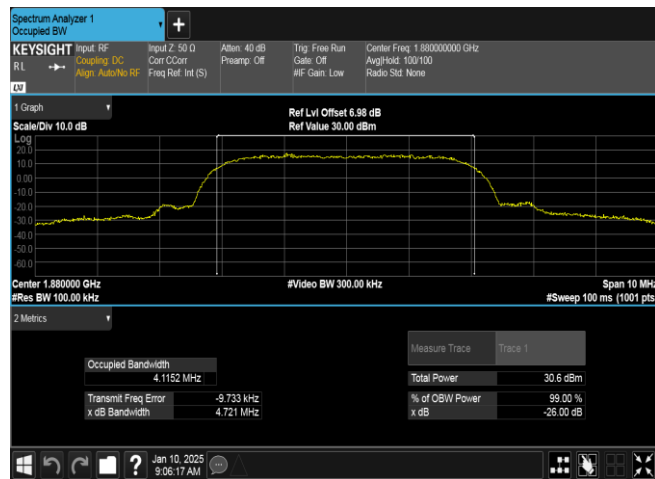 Spectrum Analyzer 1
Occupied BW
KEYSIGHT
RL
LXI
Input: RF
Coupling: DC
Align: Auto/No RF
Input Z: 50 Ω
Corr CCorr
Freq Ref: Int (S)
Atten: 40 dB
Preamp: Off
Trig: Free Run
Gate: Off
#IF Gain: Low
Center Freq: 1.880000000 GHz
Avg|Hold: 100/100
Radio Std: None
1 Graph
Scale/Div 10.0 dB
Ref Lvl Offset 6.98 dB
Ref Value 30.00 dBm
Log
20.0
10.0
0.00
-10.0
-20.0
-30.0
-40.0
-50.0
-60.0
Center 1.880000 GHz
#Video BW 300.00 kHz
Span 10 MHz
#Res BW 100.00 kHz
#Sweep 100 ms (1001 pts
2 Metrics
Measure Trace Trace 1
Occupied Bandwidth
4.1152 MHz
Total Power 30.6 dBm
Transmit Freq Error -9.733 kHz
% of OBW Power 99.00 %
x dB Bandwidth 4.721 MHz
x dB -26.00 dB
?
Jan 10, 2025
9:06:17 AM